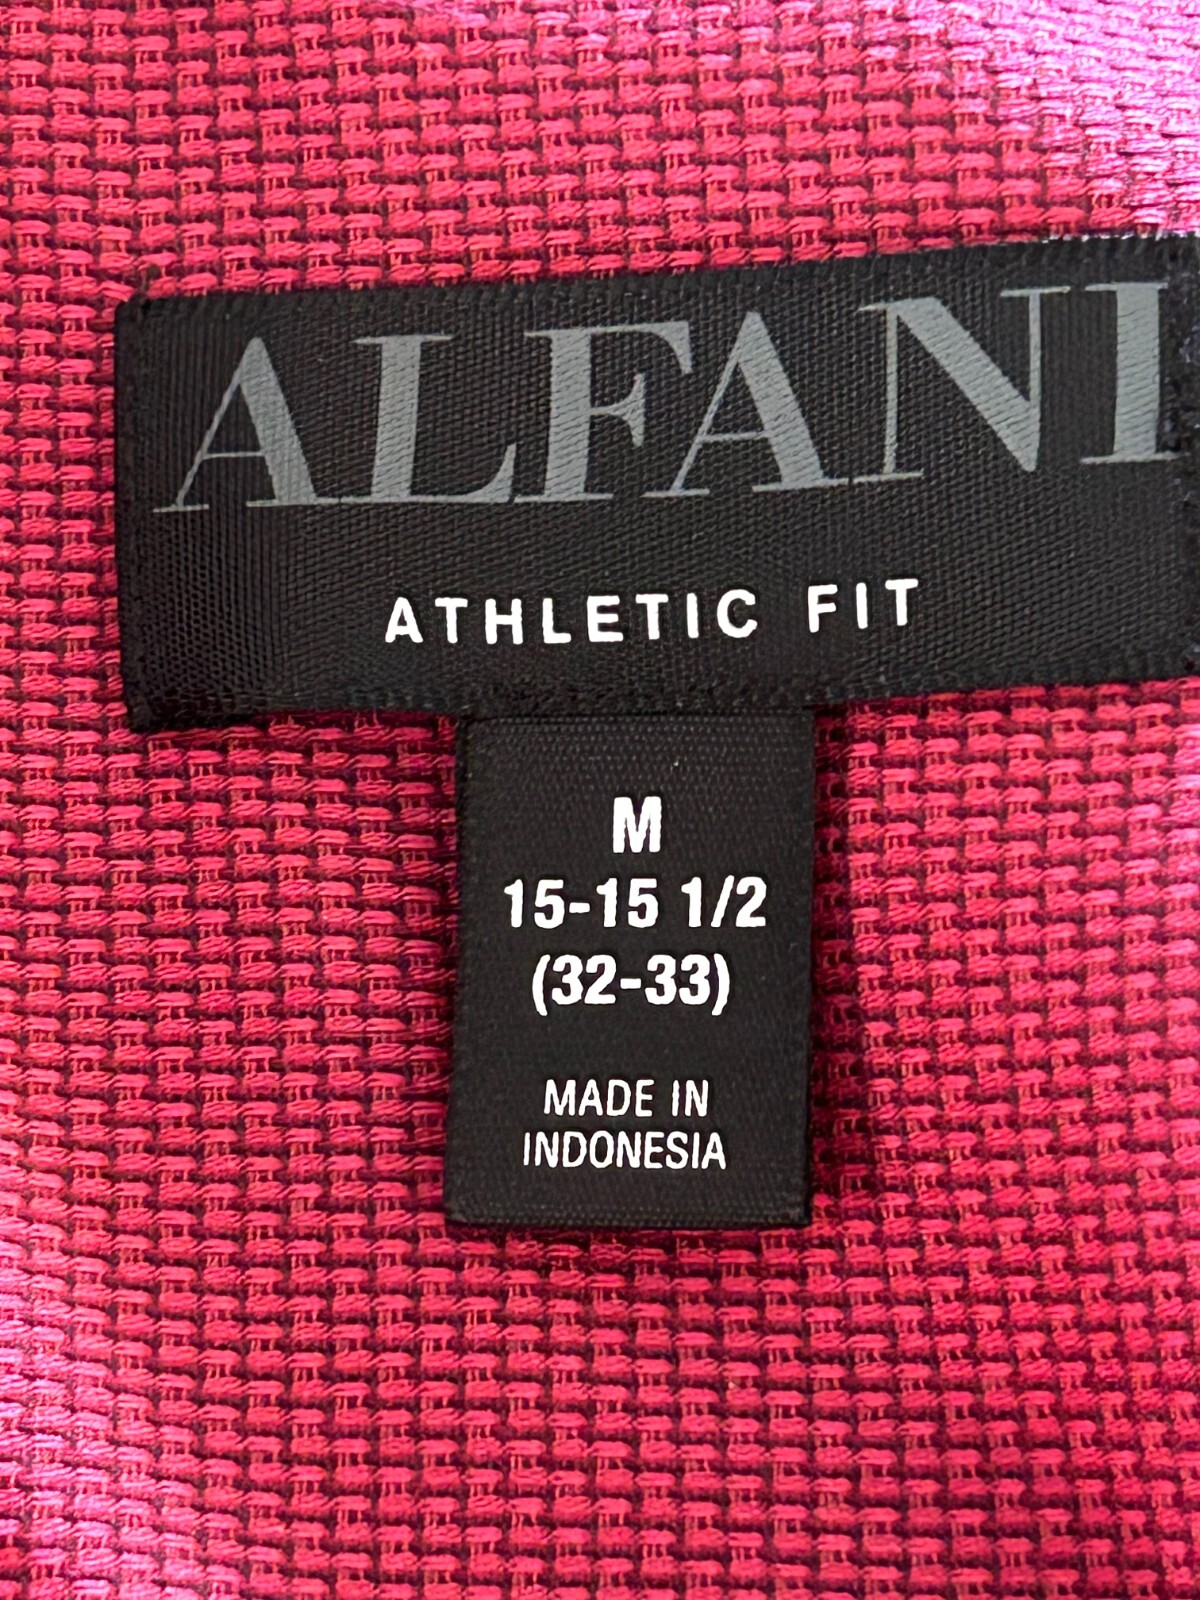 ALFANI
ATHLETIC FIT
M
15-15 1/2
(32-33)
MADE IN
INDONESIA